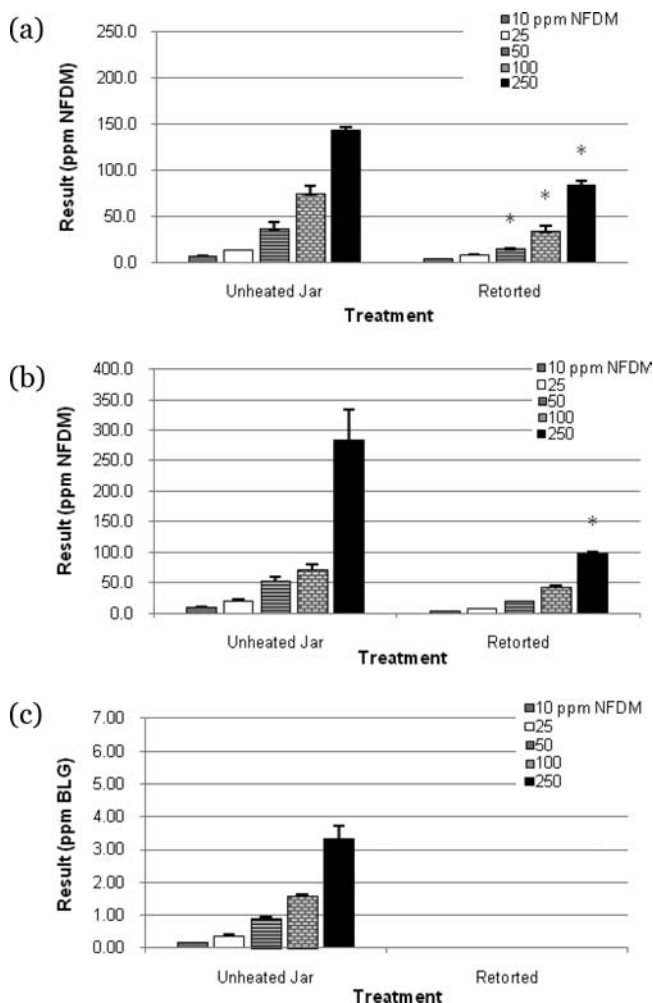 (a)
250.0
200.0
150.0
100.0
50.0
0.0
Result (ppm NFDM)
10 ppm NFDM
25
50
100
250
*
*
*
Unheated Jar
Retorted
Treatment
(b)
400.0
350.0
300.0
250.0
200.0
150.0
100.0
50.0
0.0
Result (ppm NFDM)
10 ppm NFDM
25
50
100
250
*
Unheated Jar
Retorted
Treatment
(c)
7.00
6.00
5.00
4.00
3.00
2.00
1.00
0.00
Result (ppm BLG)
10 ppm NFDM
25
50
100
250
Unheated Jar
Retorted
Treatment